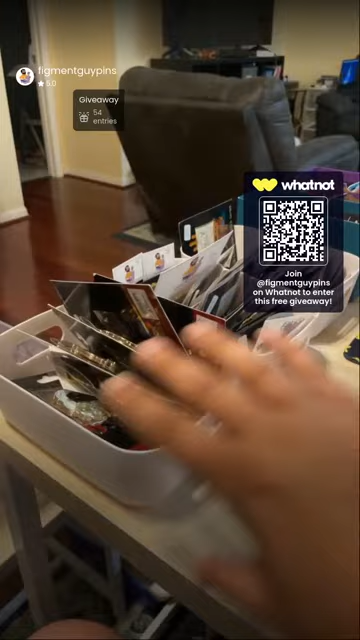 figmentguypins
★ 5.0
Giveaway
54
entries
whatnot
Join
@figmentguypins
on Whatnot to enter
this free giveaway!